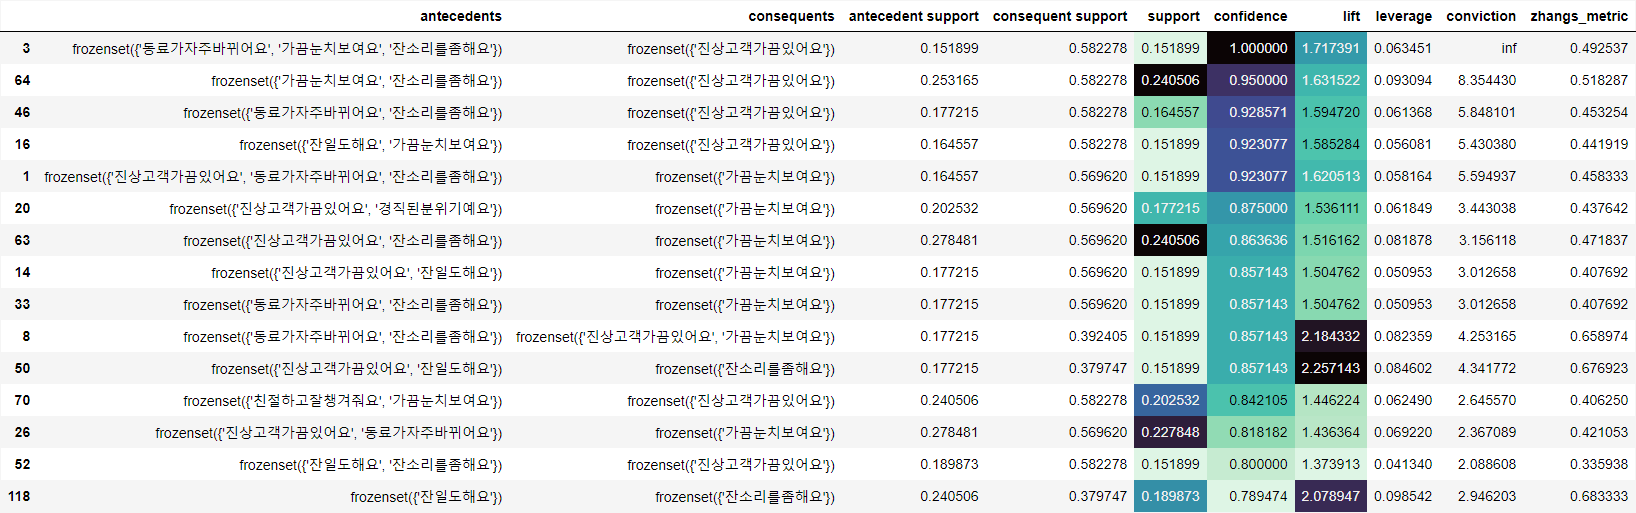 antecedents consequents antecedent support consequent support support confidence lift leverage conviction zhangs_metric
3 frozenset({'동료가자주바뀌어요', '가끔눈치보여요', '잔소리를좀해요'}) frozenset({'진상고객가끔있어요'}) 0.151899 0.582278 0.151899 1.000000 1.717391 0.063451 inf 0.492537
64 frozenset({'가끔눈치보여요', '잔소리를좀해요'}) frozenset({'진상고객가끔있어요'}) 0.253165 0.582278 0.240506 0.950000 1.631522 0.093094 8.354430 0.518287
46 frozenset({'동료가자주바뀌어요', '잔소리를좀해요'}) frozenset({'진상고객가끔있어요'}) 0.177215 0.582278 0.164557 0.928571 1.594720 0.061368 5.848101 0.453254
16 frozenset({'잔일도해요', '가끔눈치보여요'}) frozenset({'진상고객가끔있어요'}) 0.164557 0.582278 0.151899 0.923077 1.585284 0.056081 5.430380 0.441919
1 frozenset({'진상고객가끔있어요', '동료가자주바뀌어요', '잔소리를좀해요'}) frozenset({'가끔눈치보여요'}) 0.164557 0.569620 0.151899 0.923077 1.620513 0.058164 5.594937 0.458333
20 frozenset({'진상고객가끔있어요', '경직된분위기예요'}) frozenset({'가끔눈치보여요'}) 0.202532 0.569620 0.177215 0.875000 1.536111 0.061849 3.443038 0.437642
63 frozenset({'진상고객가끔있어요', '잔소리를좀해요'}) frozenset({'가끔눈치보여요'}) 0.278481 0.569620 0.240506 0.863636 1.516162 0.081878 3.156118 0.471837
14 frozenset({'진상고객가끔있어요', '잔일도해요'}) frozenset({'가끔눈치보여요'}) 0.177215 0.569620 0.151899 0.857143 1.504762 0.050953 3.012658 0.407692
33 frozenset({'동료가자주바뀌어요', '잔소리를좀해요'}) frozenset({'가끔눈치보여요'}) 0.177215 0.569620 0.151899 0.857143 1.504762 0.050953 3.012658 0.407692
8 frozenset({'동료가자주바뀌어요', '잔소리를좀해요'}) frozenset({'진상고객가끔있어요', '가끔눈치보여요'}) 0.177215 0.392405 0.151899 0.857143 2.184332 0.082359 4.253165 0.658974
50 frozenset({'진상고객가끔있어요', '잔일도해요'}) frozenset({'잔소리를좀해요'}) 0.177215 0.379747 0.151899 0.857143 2.257143 0.084602 4.341772 0.676923
70 frozenset({'친절하고잘챙겨줘요', '가끔눈치보여요'}) frozenset({'진상고객가끔있어요'}) 0.240506 0.582278 0.202532 0.842105 1.446224 0.062490 2.645570 0.406250
26 frozenset({'진상고객가끔있어요', '동료가자주바뀌어요'}) frozenset({'가끔눈치보여요'}) 0.278481 0.569620 0.227848 0.818182 1.436364 0.069220 2.367089 0.421053
52 frozenset({'잔일도해요', '잔소리를좀해요'}) frozenset({'진상고객가끔있어요'}) 0.189873 0.582278 0.151899 0.800000 1.373913 0.041340 2.088608 0.335938
118 frozenset({'잔일도해요'}) frozenset({'잔소리를좀해요'}) 0.240506 0.379747 0.189873 0.789474 2.078947 0.098542 2.946203 0.683333